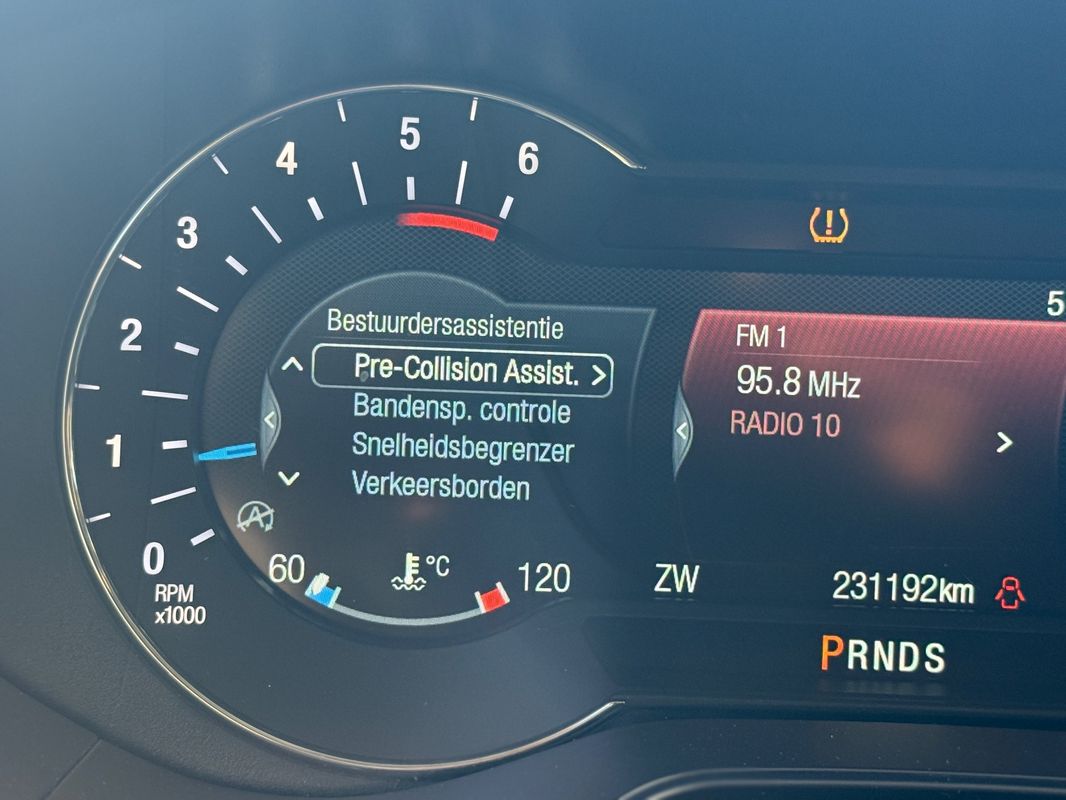 5
4
6
3
2
1
0
RPM
x1000
Bestuurdersassistentie
Pre-Collision Assist.
Bandensp. controle
Snelheidsbegrenzer
Verkeersborden
60
°C
120
5
FM 1
95.8 MHz
RADIO 10
ZW
231192km
PRNDS